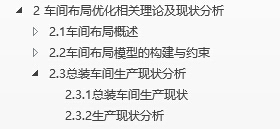 2 车间布局优化相关理论及现状分析
2.1车间布局概述
2.2车间布局模型的构建与约束
2.3总装车间生产现状分析
2.3.1总装车间生产现状
2.3.2生产现状分析